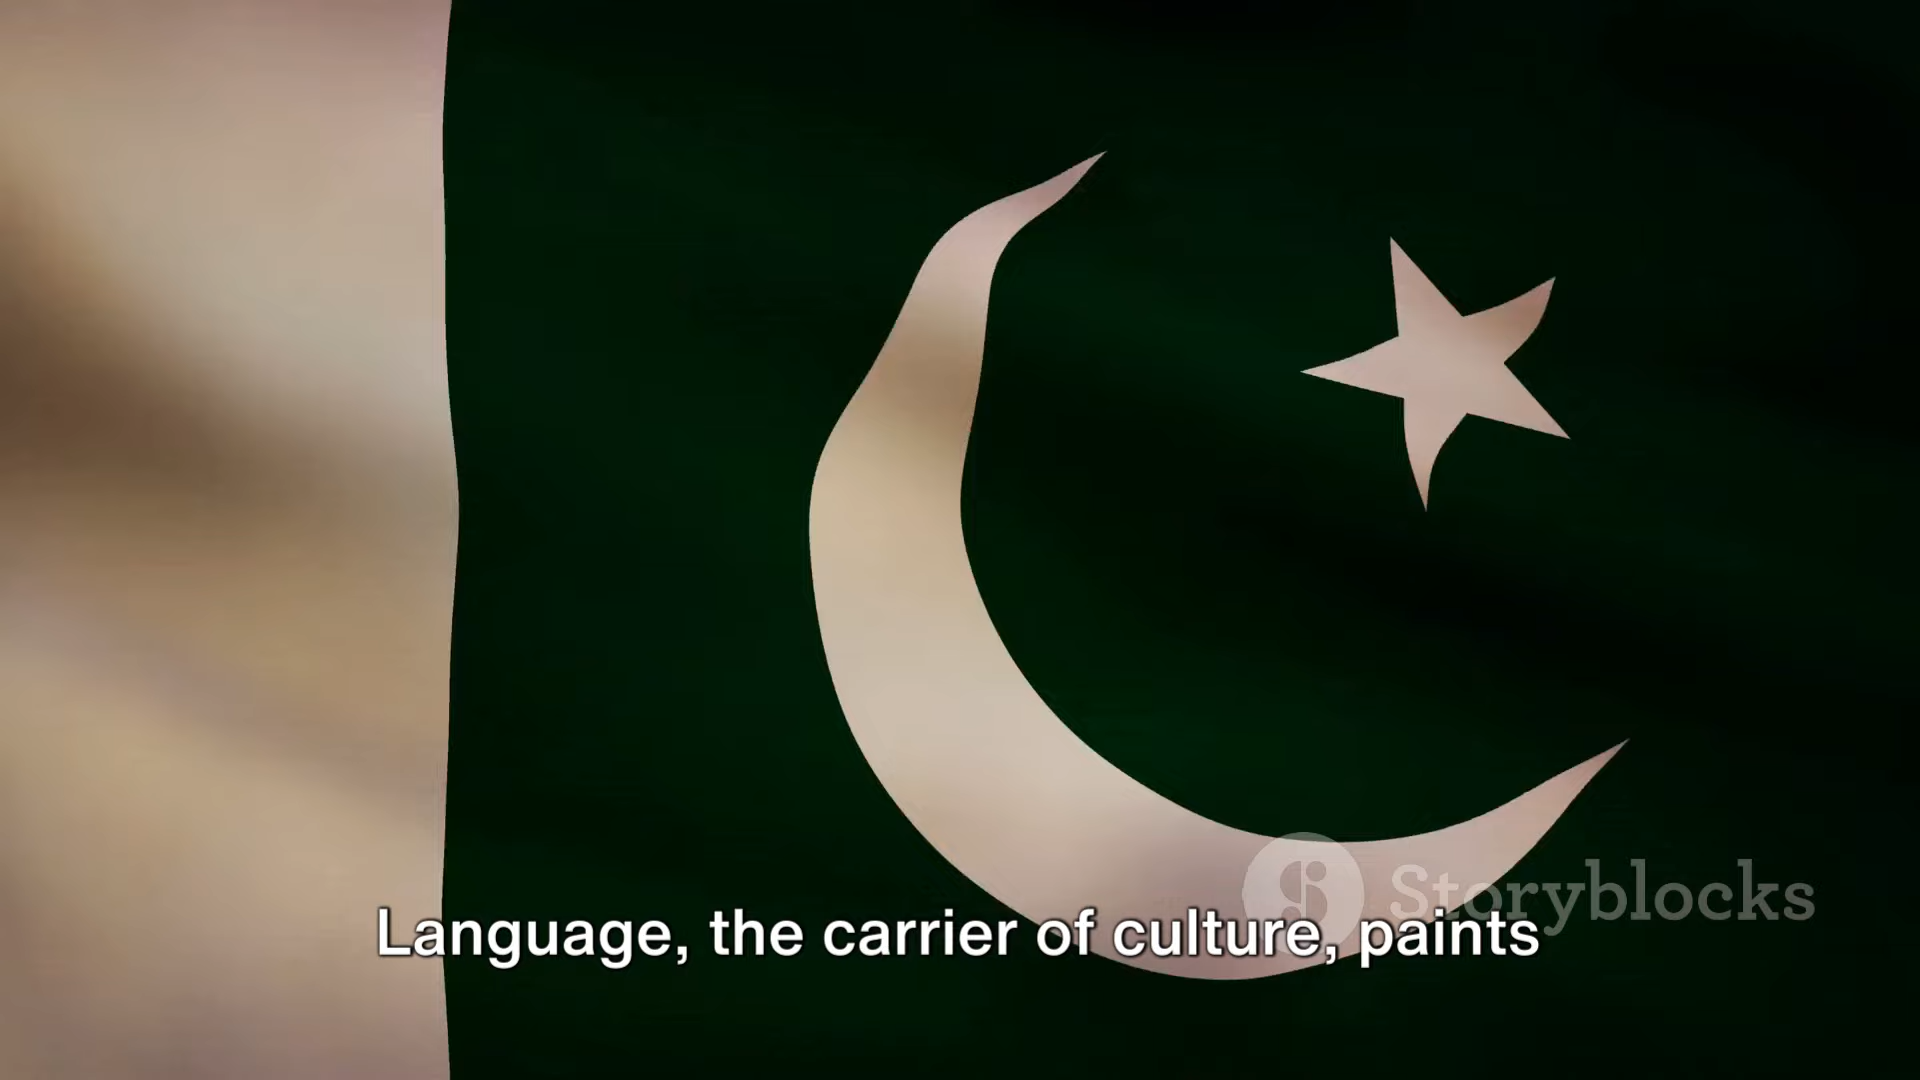 Storyblocks
Language, the carrier of culture, paints